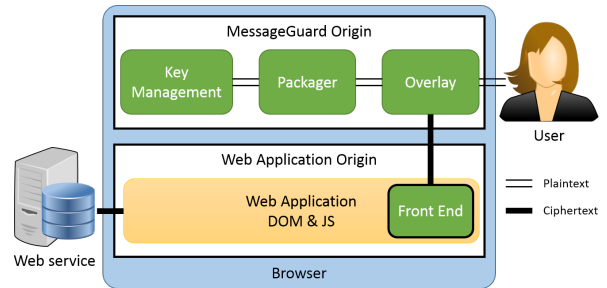 MessageGuard Origin
Key
Management
Packager
Overlay
User
Web Application Origin
Web Application
DOM & JS
Front End
Plaintext
Ciphertext
Web service
Browser